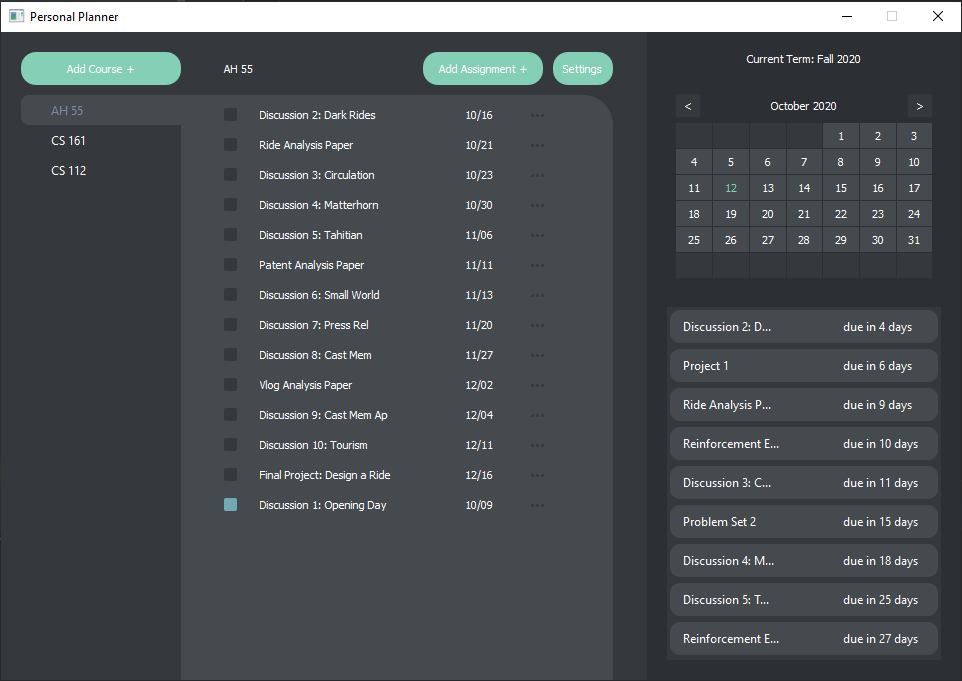 Personal Planner
Add Course +
AH 55
Add Assignment +
Settings
AH 55
CS 161
CS 112
Discussion 2: Dark Rides 10/16 ...
Ride Analysis Paper 10/21 ...
Discussion 3: Circulation 10/23 ...
Discussion 4: Matterhorn 10/30 ...
Discussion 5: Tahitian 11/06 ...
Patent Analysis Paper 11/11 ...
Discussion 6: Small World 11/13 ...
Discussion 7: Press Rel 11/20 ...
Discussion 8: Cast Mem 11/27 ...
Vlog Analysis Paper 12/02 ...
Discussion 9: Cast Mem Ap 12/04 ...
Discussion 10: Tourism 12/11 ...
Final Project: Design a Ride 12/16 ...
Discussion 1: Opening Day 10/09 ...
Current Term: Fall 2020
< October 2020 >
1 2 3
4 5 6 7 8 9 10
11 12 13 14 15 16 17
18 19 20 21 22 23 24
25 26 27 28 29 30 31
Discussion 2: D... due in 4 days
Project 1 due in 6 days
Ride Analysis P... due in 9 days
Reinforcement E... due in 10 days
Discussion 3: C... due in 11 days
Problem Set 2 due in 15 days
Discussion 4: M... due in 18 days
Discussion 5: T... due in 25 days
Reinforcement E... due in 27 days